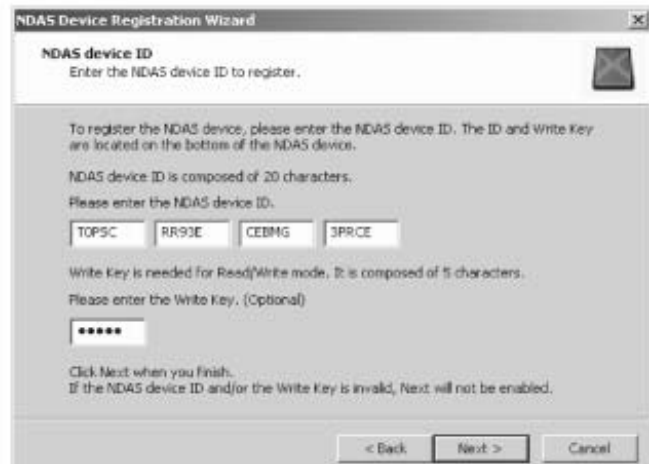 NDAS Device Registration Wizard
NDAS device ID
Enter the NDAS device ID to register.
To register the NDAS device, please enter the NDAS device ID. The ID and Write Key
are located on the bottom of the NDAS device.
NDAS device ID is composed of 20 characters.
Please enter the NDAS device ID.
TOPSC RR93E CEBMG 3PRCE
Write Key is needed for Read/Write mode. It is composed of 5 characters.
Please enter the Write Key. (Optional)
•••••
Click Next when you finish.
If the NDAS device ID and/or the Write Key is invalid, Next will not be enabled.
< Back Next > Cancel